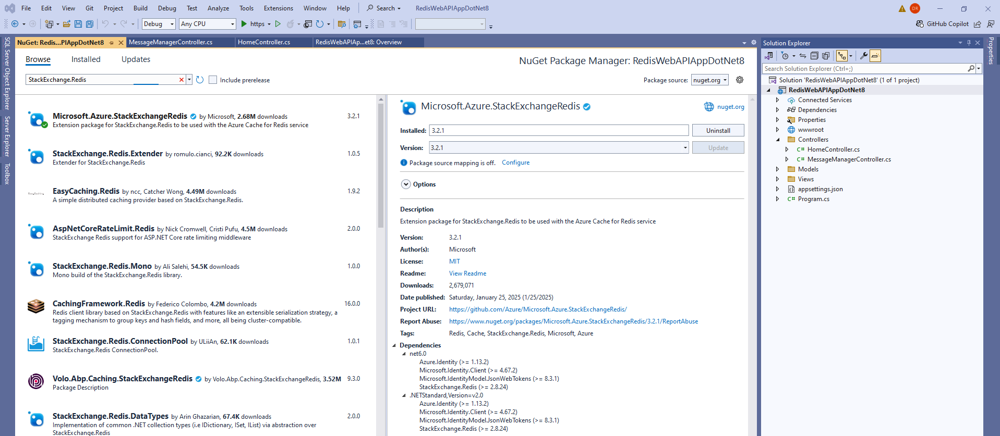 File Edit View Git Project Build Debug Test Analyze Tools Extensions Window Help Search RedisWebAPIAppDotNet8 DR
Debug Any CPU https GitHub Copilot
NuGet: Redis...PIAppDotNet8 MessageManagerController.cs HomeController.cs RedisWebAPIAp...et8: Overview
SQL Server Object Explorer
Server Explorer
Toolbox
Browse Installed Updates
NuGet Package Manager: RedisWebAPIAppDotNet8
StackExchange.Redis Include prerelease
Package source: nuget.org
Microsoft.Azure.StackExchangeRedis by Microsoft, 2.68M downloads 3.2.1
Extension package for StackExchange.Redis to be used with the Azure Cache for Redis service
StackExchange.Redis.Extender by romulo.cianci, 92.2K downloads 1.0.5
Extender for StackExchange.Redis
EasyCaching.Redis by ncc, Catcher Wong, 4.49M downloads 1.9.2
A simple distributed caching provider based on StackExchange.Redis.
AspNetCoreRateLimit.Redis by Nick Cromwell, Cristi Pufu, 4.5M downloads 2.0.0
StackExchange Redis support for ASP.NET Core rate limiting middleware
StackExchange.Redis.Mono by Ali Salehi, 54.5K downloads 1.0.0
Mono build of the StackExchange.Redis library.
CachingFramework.Redis by Federico Colombo, 4.2M downloads 16.0.0
Redis client library based on StackExchange.Redis with features like an extensible serialization strategy, a
tagging mechanism to group keys and hash fields, and more, all being cluster-compatible.
StackExchange.Redis.ConnectionPool by ULiiAn, 62.1K downloads 1.0.1
StackExchange.Redis ConnectionPool.
Volo.Abp.Caching.StackExchangeRedis by Volo.Abp.Caching.StackExchangeRedis, 3.52M 9.3.0
Package Description
StackExchange.Redis.DataTypes by Arin Ghazarian, 67.4K downloads 2.0.0
Implementation of common .NET collection types (i.e IDictionary, ISet, IList) via abstraction over
StackExchange.Redis
Microsoft.Azure.StackExchangeRedis nuget.org
Installed: 3.2.1 Uninstall
Version: 3.2.1 Update
Package source mapping is off. Configure
Options
Description
Extension package for StackExchange.Redis to be used with the Azure Cache for Redis service
Version: 3.2.1
Author(s): Microsoft
License: MIT
Readme: View Readme
Downloads: 2,679,071
Date published: Saturday, January 25, 2025 (1/25/2025)
Project URL: https://github.com/Azure/Microsoft.Azure.StackExchangeRedis/
Report Abuse: https://www.nuget.org/packages/Microsoft.Azure.StackExchangeRedis/3.2.1/ReportAbuse
Tags: Redis, Cache, StackExchange.Redis, Microsoft, Azure
Dependencies
net6.0
Azure.Identity (>= 1.13.2)
Microsoft.Identity.Client (>= 4.67.2)
Microsoft.IdentityModel.JsonWebTokens (>= 8.3.1)
StackExchange.Redis (>= 2.8.24)
.NETStandard,Version=v2.0
Azure.Identity (>= 1.13.2)
Microsoft.Identity.Client (>= 4.67.2)
Microsoft.IdentityModel.JsonWebTokens (>= 8.3.1)
StackExchange.Redis (>= 2.8.24)
Solution Explorer
Search Solution Explorer (Ctrl+;)
Solution 'RedisWebAPIAppDotNet8' (1 of 1 project)
RedisWebAPIAppDotNet8
Connected Services
Dependencies
Properties
wwwroot
Controllers
C# HomeController.cs
C# MessageManagerController.cs
Models
Views
appsettings.json
C# Program.cs
Properties